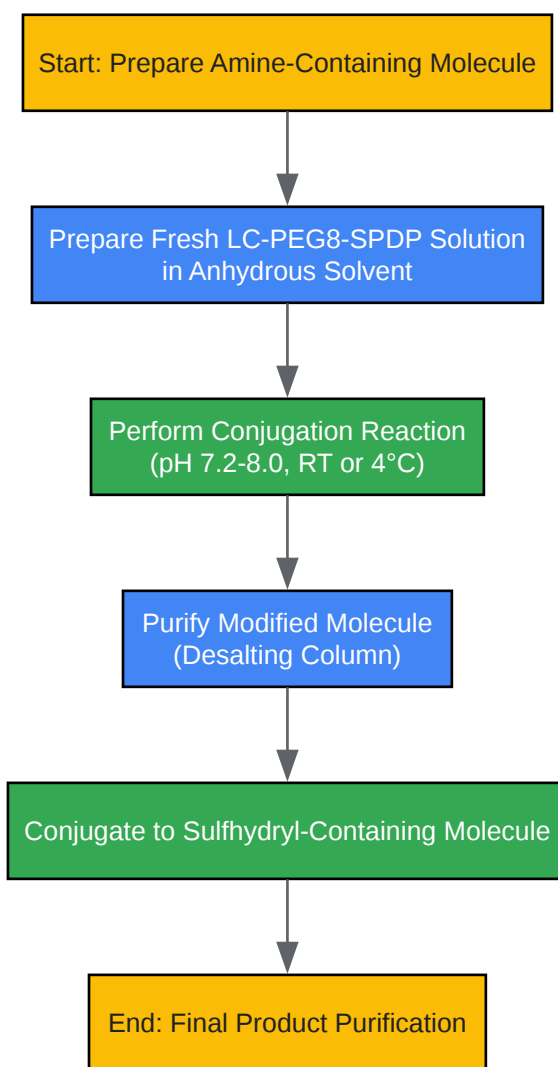 Start: Prepare Amine-Containing Molecule
Prepare Fresh LC-PEG8-SPDP Solution
in Anhydrous Solvent
Perform Conjugation Reaction
(pH 7.2-8.0, RT or 4°C)
Purify Modified Molecule
(Desalting Column)
Conjugate to Sulfhydryl-Containing Molecule
End: Final Product Purification